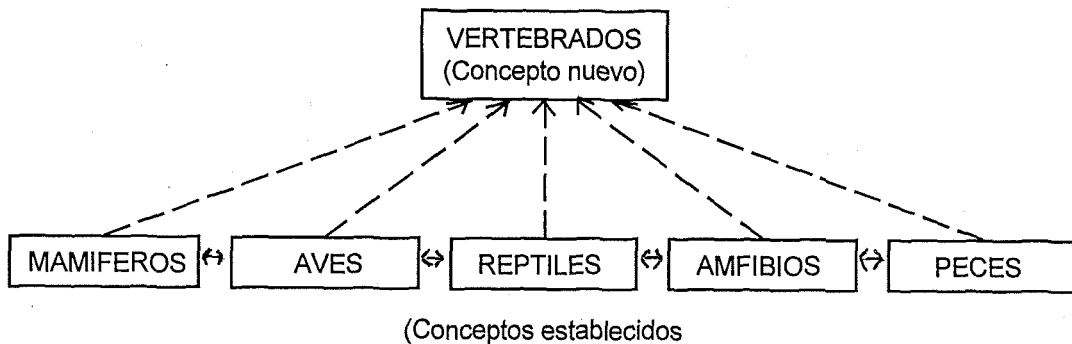 VERTEBRADOS
(Concepto nuevo)
MAMIFEROS
AVES
REPTILES
AMFIBIOS
PECES
(Conceptos establecidos